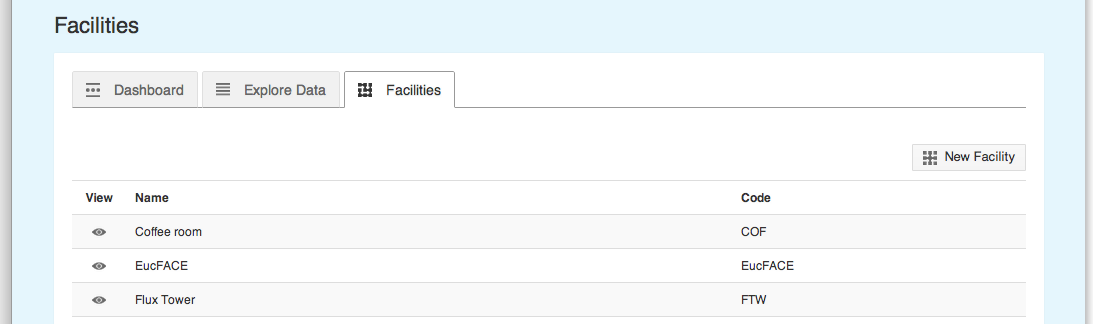 Facilities
Dashboard Explore Data Facilities
New Facility
View Name Code
Coffee room COF
EucFACE EucFACE
Flux Tower FTW